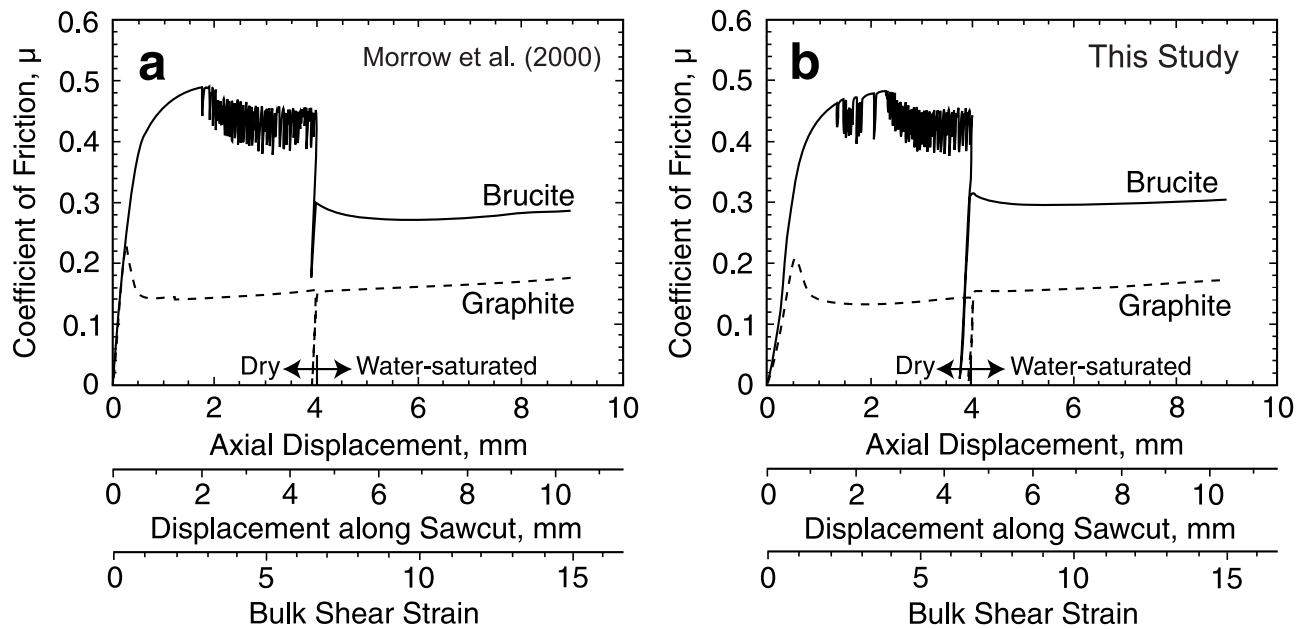 a
Morrow et al. (2000)
Coefficient of Friction, μ
0.6
0.5
0.4
0.3
0.2
0.1
0
Brucite
Graphite
Dry
Water-saturated
0 2 4 6 8 10
Axial Displacement, mm
0 2 4 6 8 10
Displacement along Sawcut, mm
0 5 10 15
Bulk Shear Strain
b
This Study
Coefficient of Friction, μ
0.6
0.5
0.4
0.3
0.2
0.1
0
Brucite
Graphite
Dry
Water-saturated
0 2 4 6 8 10
Axial Displacement, mm
0 2 4 6 8 10
Displacement along Sawcut, mm
0 5 10 15
Bulk Shear Strain